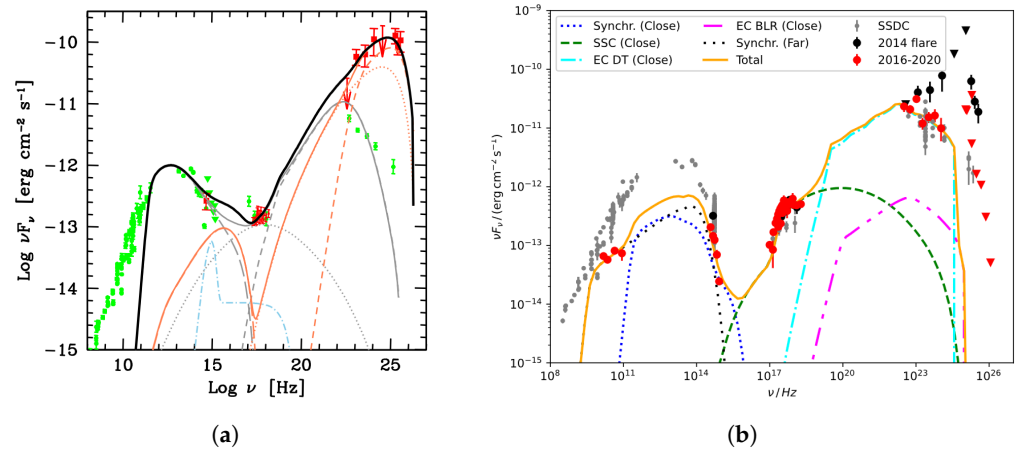 −10
−11
−12
−13
−14
−15
10
15
20
25
Log ν [Hz]
Log νFν [erg cm−2 s−1]
(a)
Synchr. (Close)
SSC (Close)
EC DT (Close)
EC BLR (Close)
Synchr. (Far)
Total
SSDC
2014 flare
2016-2020
10−9
10−10
10−11
10−12
10−13
10−14
10−15
108
1011
1014
1017
1020
1023
1026
ν/Hz
νFν/(erg cm−2 s−1)
(b)